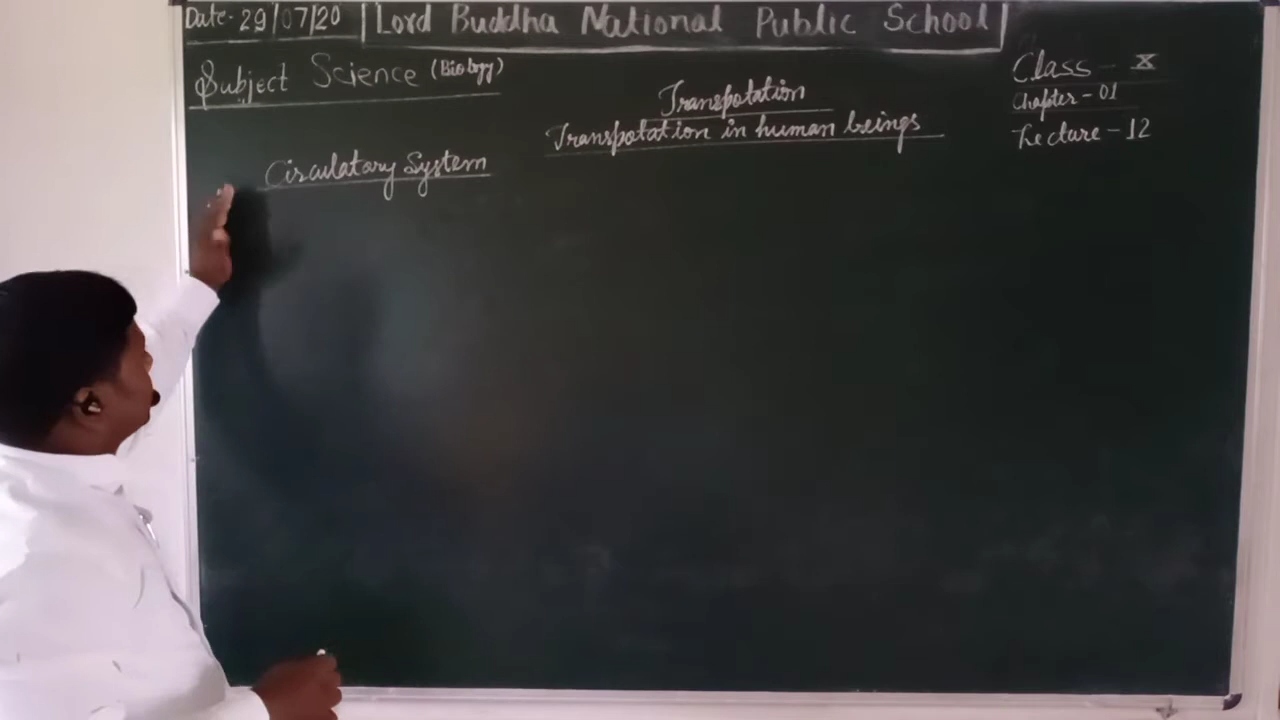 Date- 29/07/20 Lord Buddha National Public School
Subject Science (Biology)
Class - X
Transpotation
Chapter - 01
Transpotation in human beings
Lecture - 12
Circulatory System